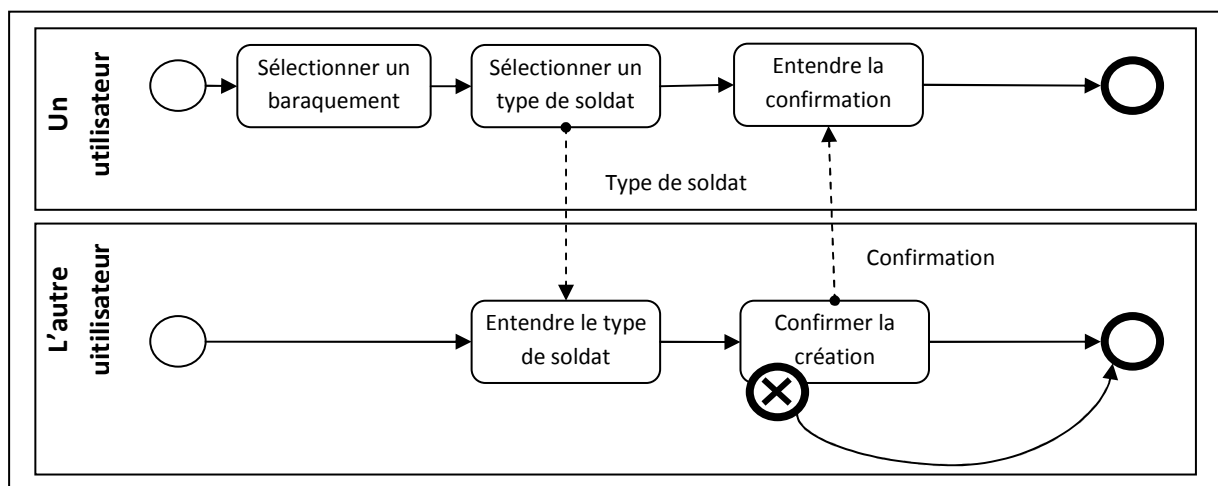 Un
utilisateur
Sélectionner un
baraquement
Sélectionner un
type de soldat
Entendre la
confirmation
Type de soldat
L'autre
uitilisateur
Confirmation
Entendre le type
de soldat
Confirmer la
création